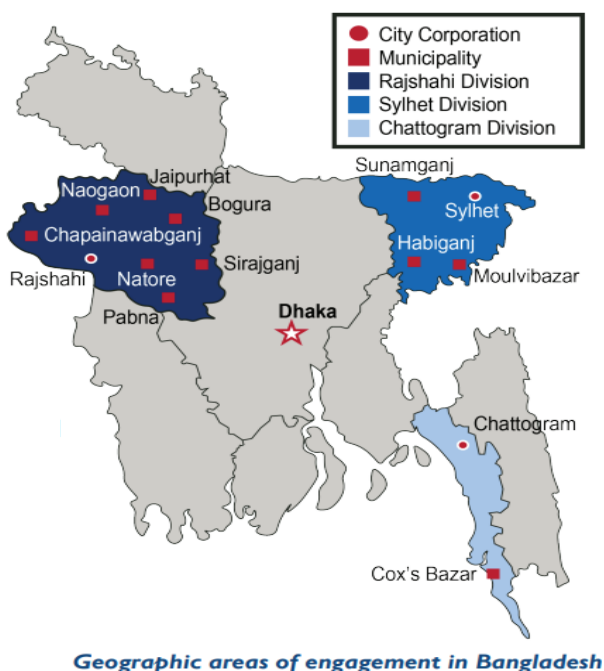 City Corporation
Municipality
Rajshahi Division
Sylhet Division
Chattogram Division
Sunamganj
Jaipurhat
Naogaon
Bogura
Sylhet
Chapainawabganj
Habiganj
Rajshahi
Natore
Sirajganj
Moulvibazar
Pabna
Dhaka
Chattogram
Cox's Bazar
Geographic areas of engagement in Bangladesh